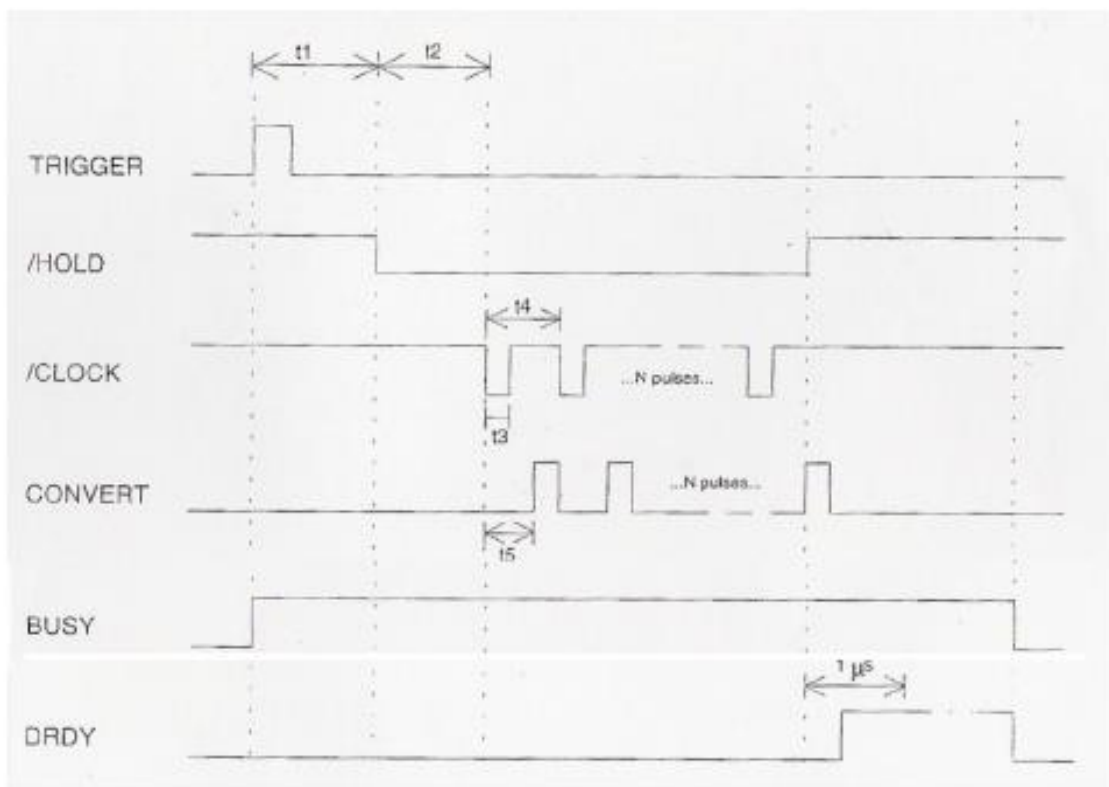 t1 t2
TRIGGER
/HOLD
t4
/CLOCK
...N pulses...
t3
CONVERT
...N pulses...
t5
BUSY
1 µs
DRDY